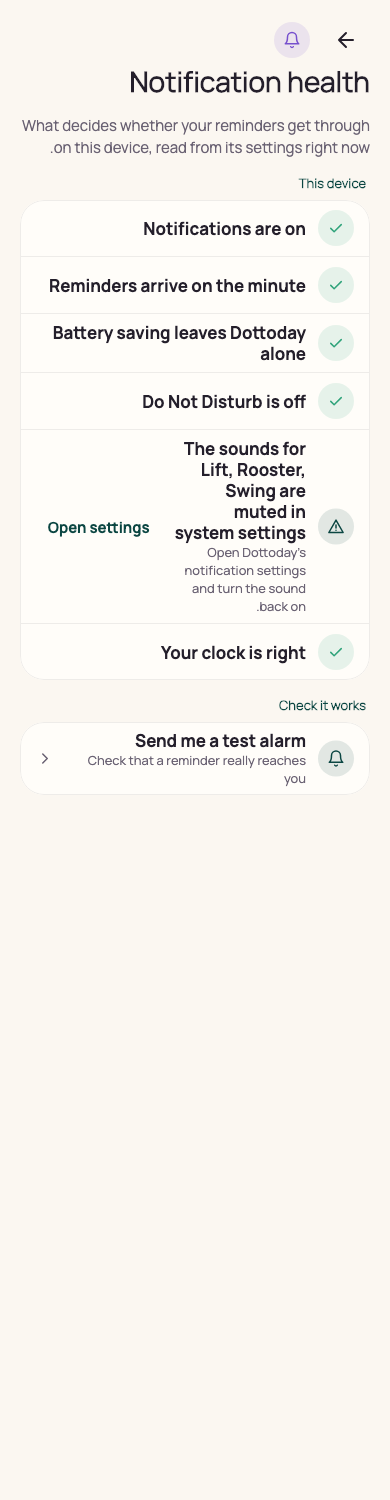 Notification health
What decides whether your reminders get through
on this device, read from its settings right now.
This device
Notifications are on
Reminders arrive on the minute
Battery saving leaves Dottoday
alone
Do Not Disturb is off
The sounds for
Lift, Rooster,
Swing are
muted in
system settings
Open Dottoday's
notification settings
and turn the sound
back on.
Open settings
Your clock is right
Check it works
Send me a test alarm
Check that a reminder really reaches
you